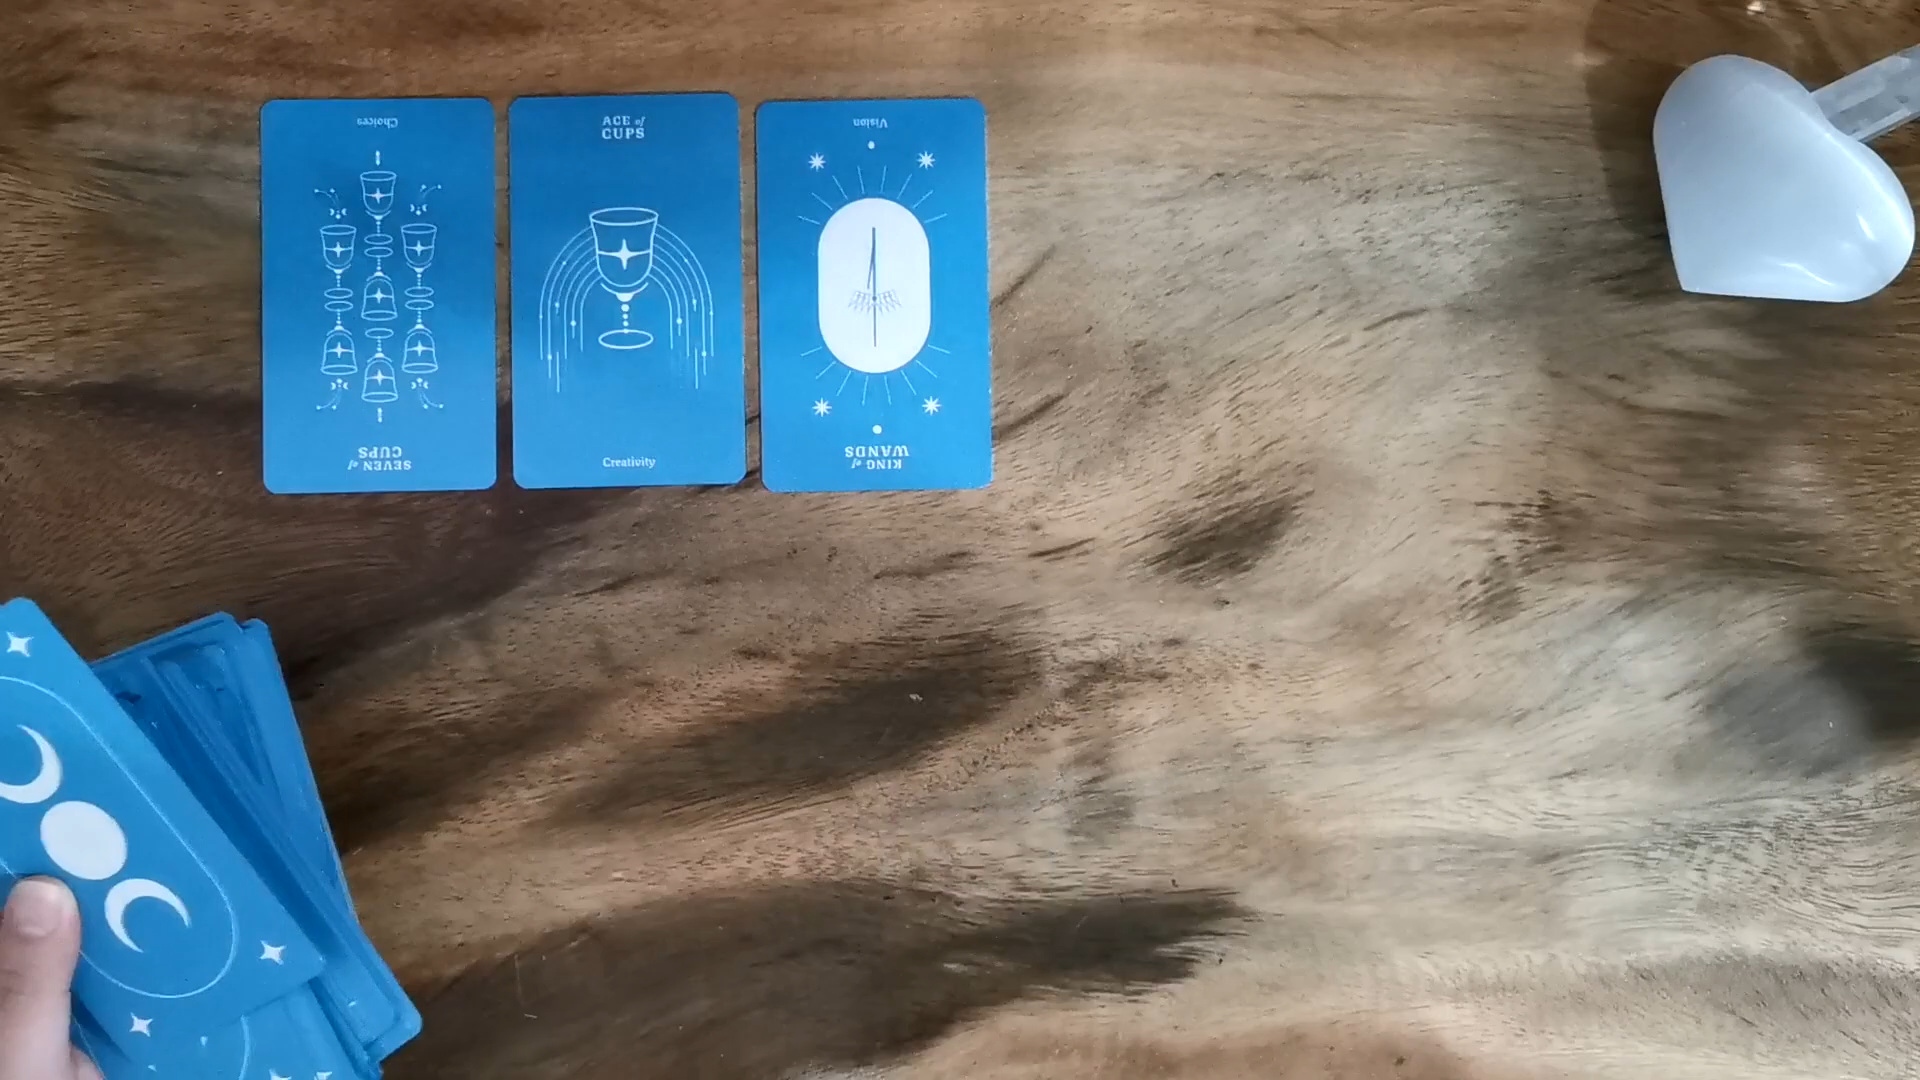 Choices
SEVEN of
CUPS
ACE of
CUPS
Creativity
Vision
KING of
WANDS